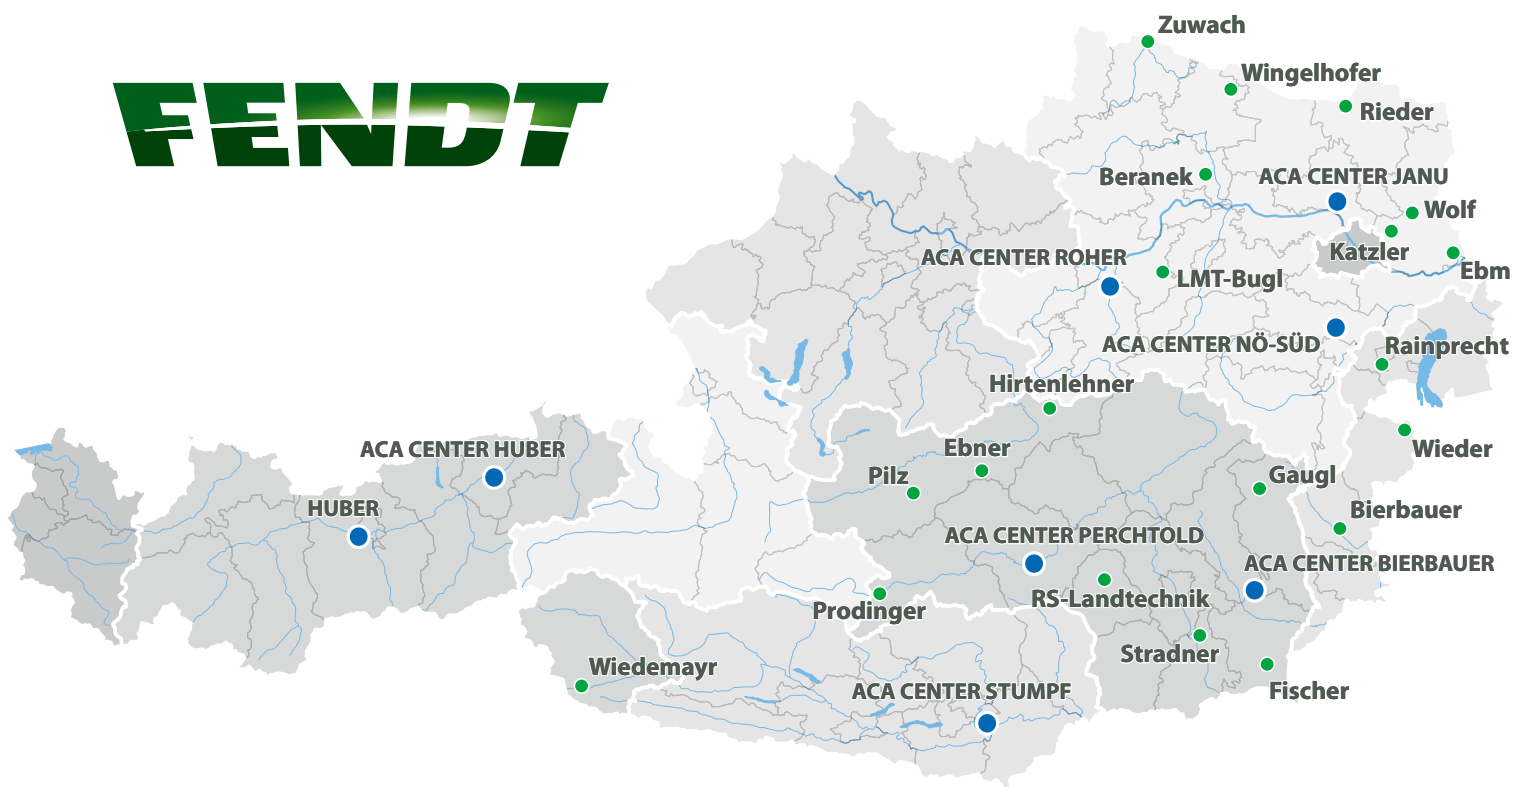 FENDT
Zuwach
Wingelhofer
Rieder
Beranek
ACA CENTER JANU
Wolf
Katzler
Ebm
ACA CENTER ROHER
LMT-Bugl
ACA CENTER NÖ-SÜD
Rainprecht
Hirtenlehner
Wieder
ACA CENTER HUBER
Ebner
Pilz
Gaugl
HUBER
Bierbauer
ACA CENTER PERCHTOLD
ACA CENTER BIERBAUER
RS-Landtechnik
Prodinger
Stradner
Wiedemayr
ACA CENTER STUMPF
Fischer